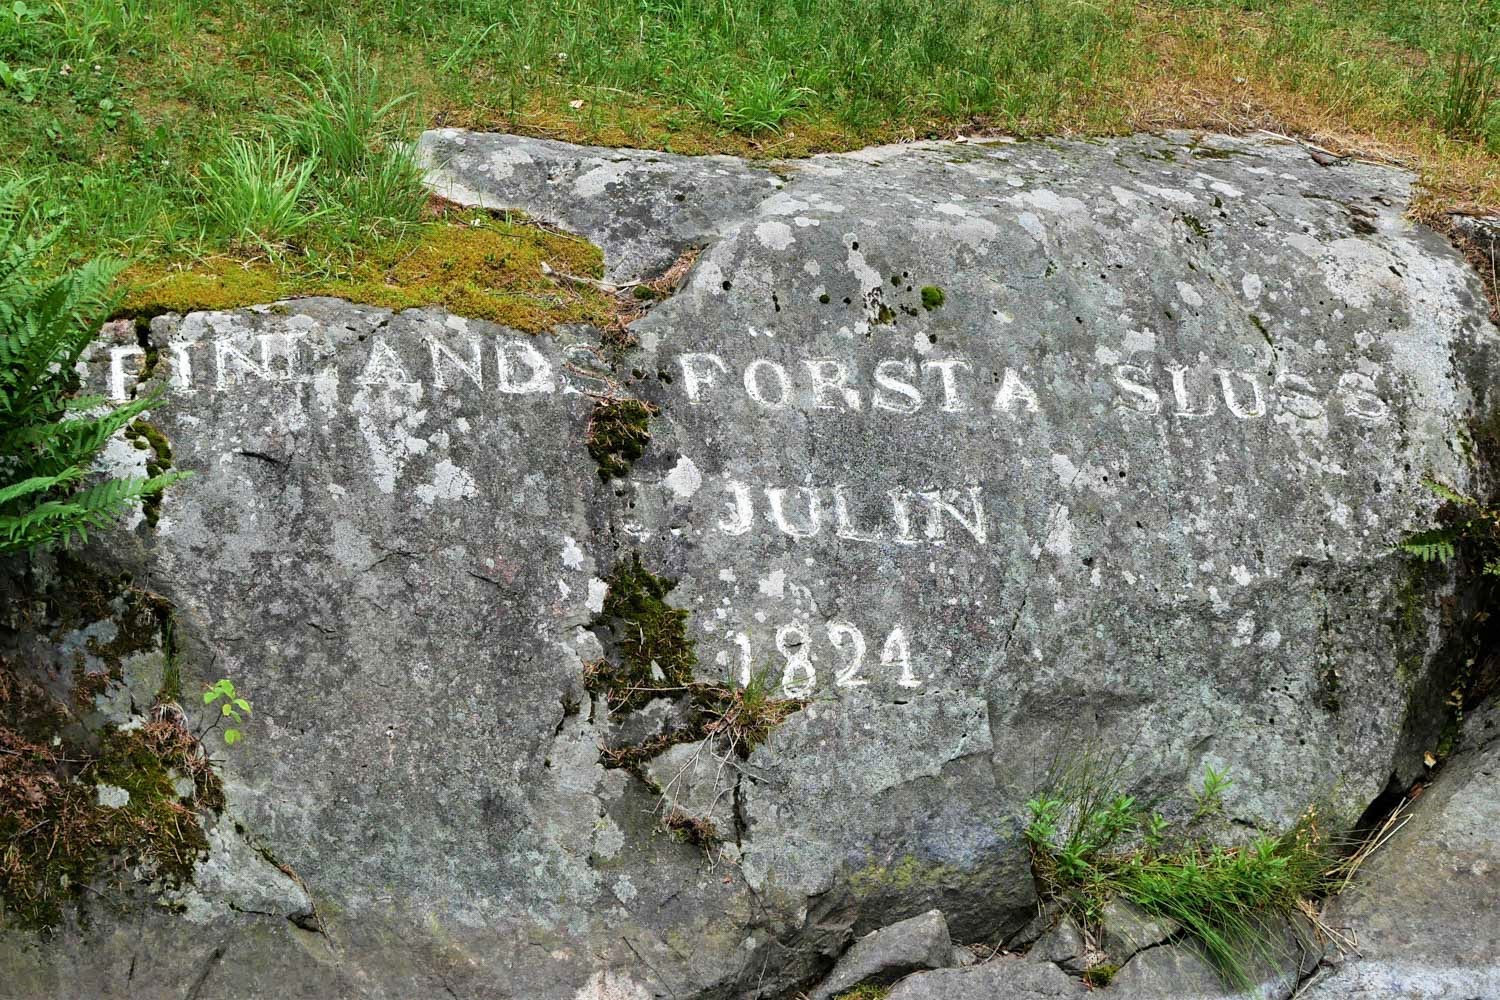 FINLANDS FÖRSTA SLUSS
I. JULIN
1824